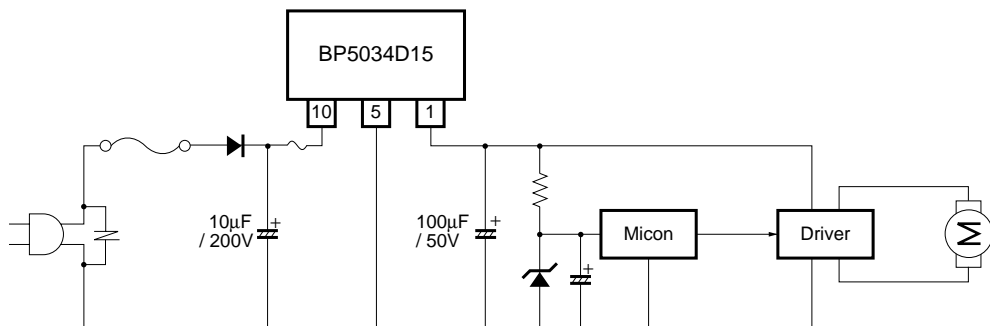 BP5034D15
10
5
1
10μF
/ 200V
+
100μF
/ 50V
+
+
Micon
Driver
M